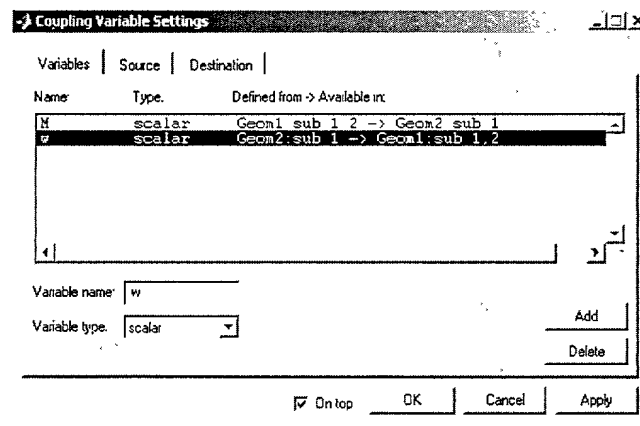 Coupling Variable Settings
Variables Source Destination
Name: Type. Defined from -> Available in:
M scalar Geom1 sub 1 2 -> Geom2 sub 1
w scalar Geom2:sub 1 -> Geom1:sub 1,2
Variable name: w
Variable type. scalar
Add
Delete
On top OK Cancel Apply